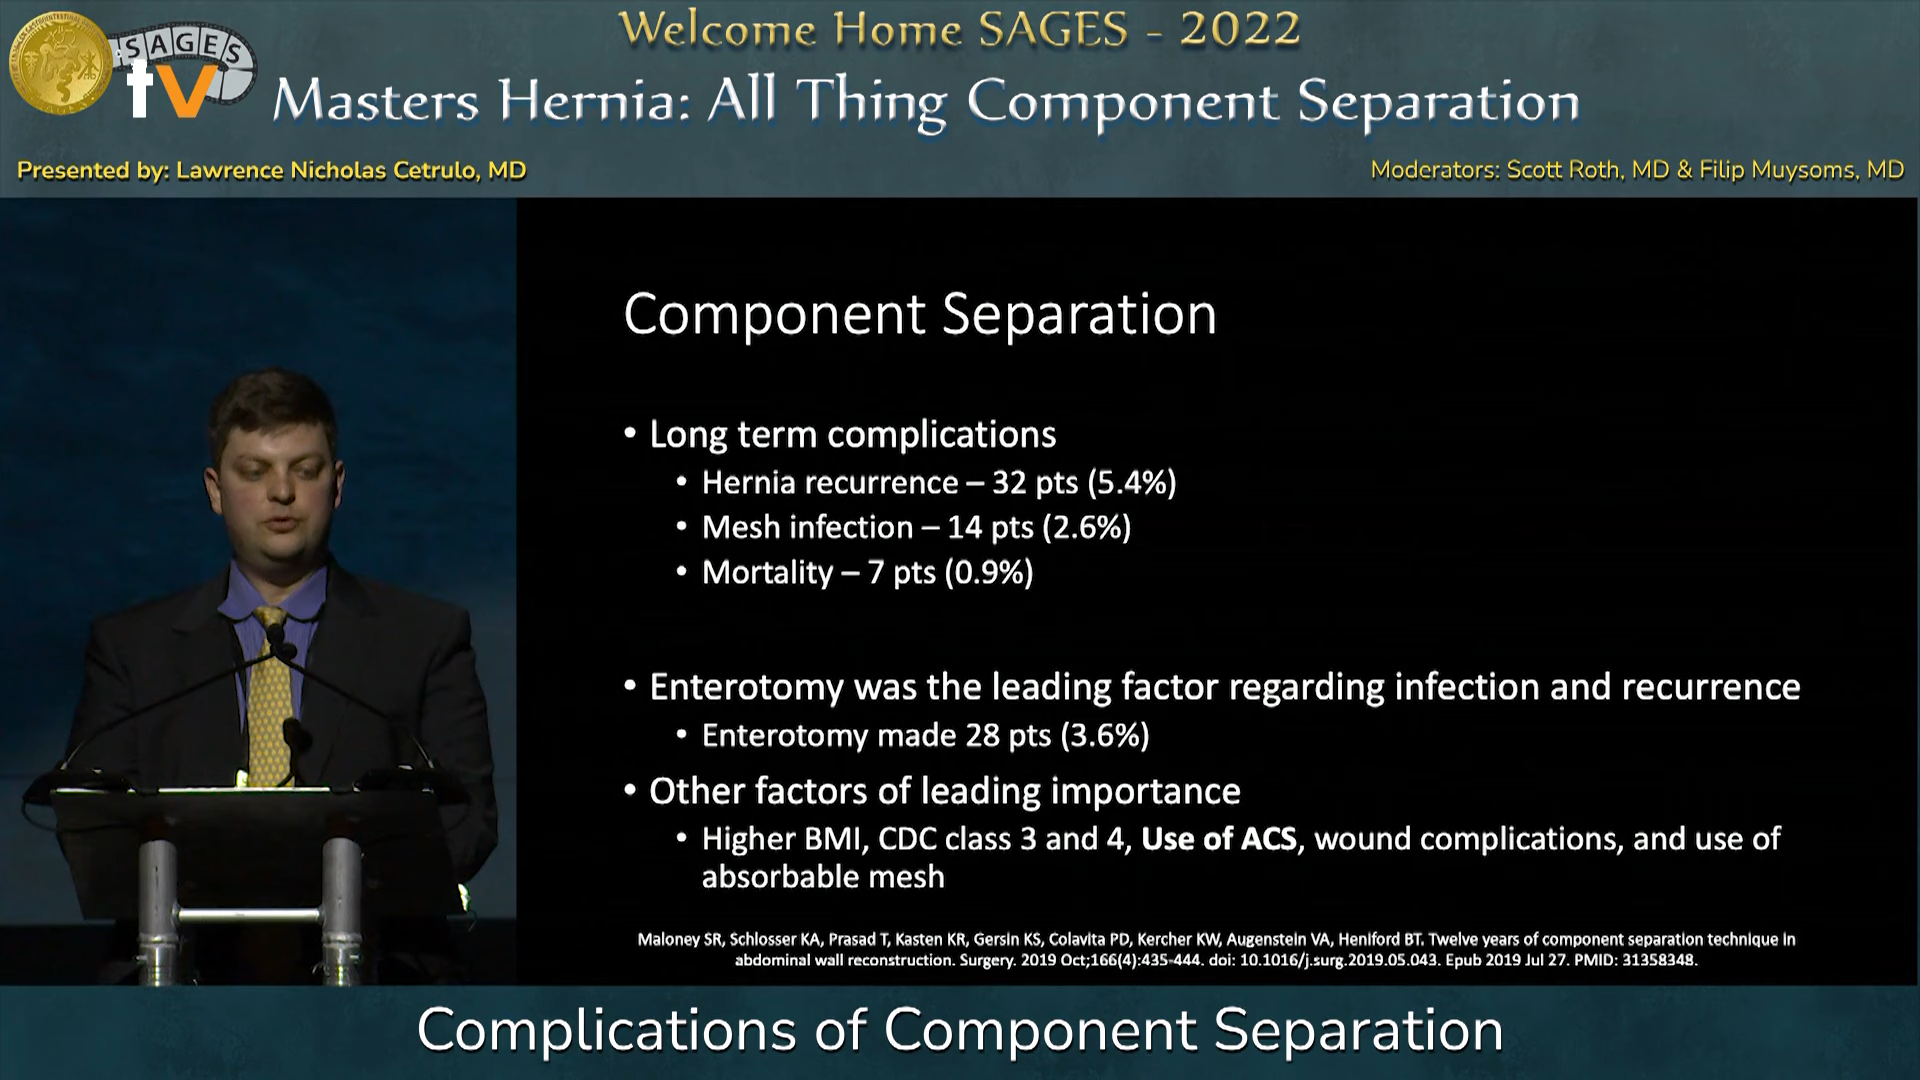 SAGES
tv
Welcome Home SAGES - 2022
Masters Hernia: All Thing Component Separation
Presented by: Lawrence Nicholas Cetrulo, MD
Moderators: Scott Roth, MD & Filip Muysoms, MD
Component Separation
• Long term complications
• Hernia recurrence – 32 pts (5.4%)
• Mesh infection – 14 pts (2.6%)
• Mortality – 7 pts (0.9%)
• Enterotomy was the leading factor regarding infection and recurrence
• Enterotomy made 28 pts (3.6%)
• Other factors of leading importance
• Higher BMI, CDC class 3 and 4, Use of ACS, wound complications, and use of
absorbable mesh
Maloney SR, Schlosser KA, Prasad T, Kasten KR, Gersin KS, Colavita PD, Kercher KW, Augenstein VA, Heniford BT. Twelve years of component separation technique in
abdominal wall reconstruction. Surgery. 2019 Oct;166(4):435-444. doi: 10.1016/j.surg.2019.05.043. Epub 2019 Jul 27. PMID: 31358348.
Complications of Component Separation